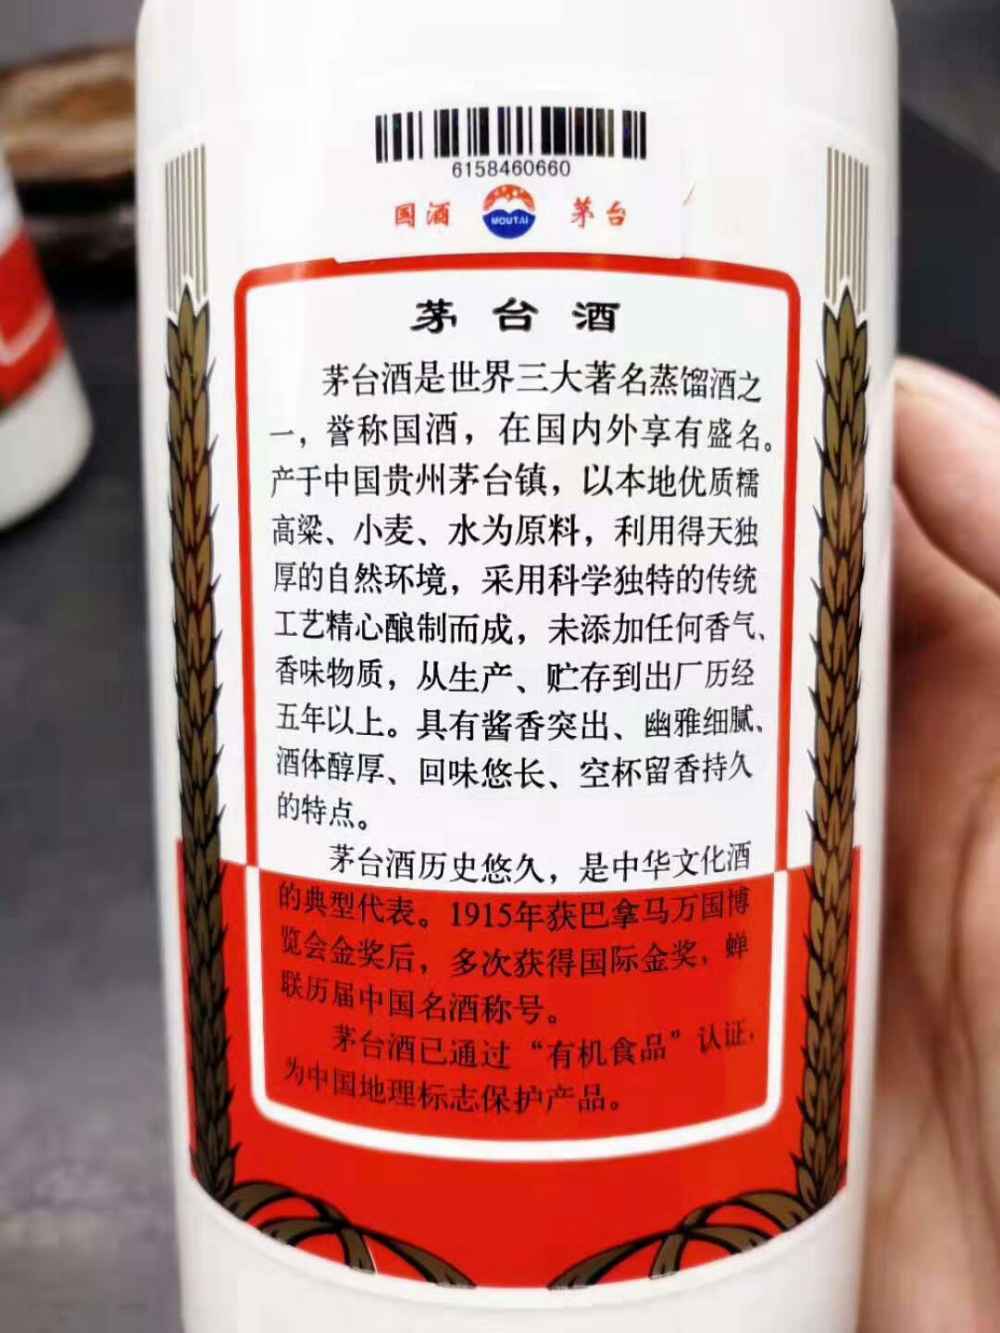 6158460660
国酒 MOUTAI 茅台
茅台酒
茅台酒是世界三大著名蒸馏酒之
一，誉称国酒，在国内外享有盛名。
产于中国贵州茅台镇，以本地优质糯
高粱、小麦、水为原料，利用得天独
厚的自然环境，采用科学独特的传统
工艺精心酿制而成，未添加任何香气、
香味物质，从生产、贮存到出厂历经
五年以上。具有酱香突出、幽雅细腻、
酒体醇厚、回味悠长、空杯留香持久
的特点。
茅台酒历史悠久，是中华文化酒
的典型代表。1915年获巴拿马万国博
览会金奖后，多次获得国际金奖，蝉
联历届中国名酒称号。
茅台酒已通过“有机食品”认证，
为中国地理标志保护产品。